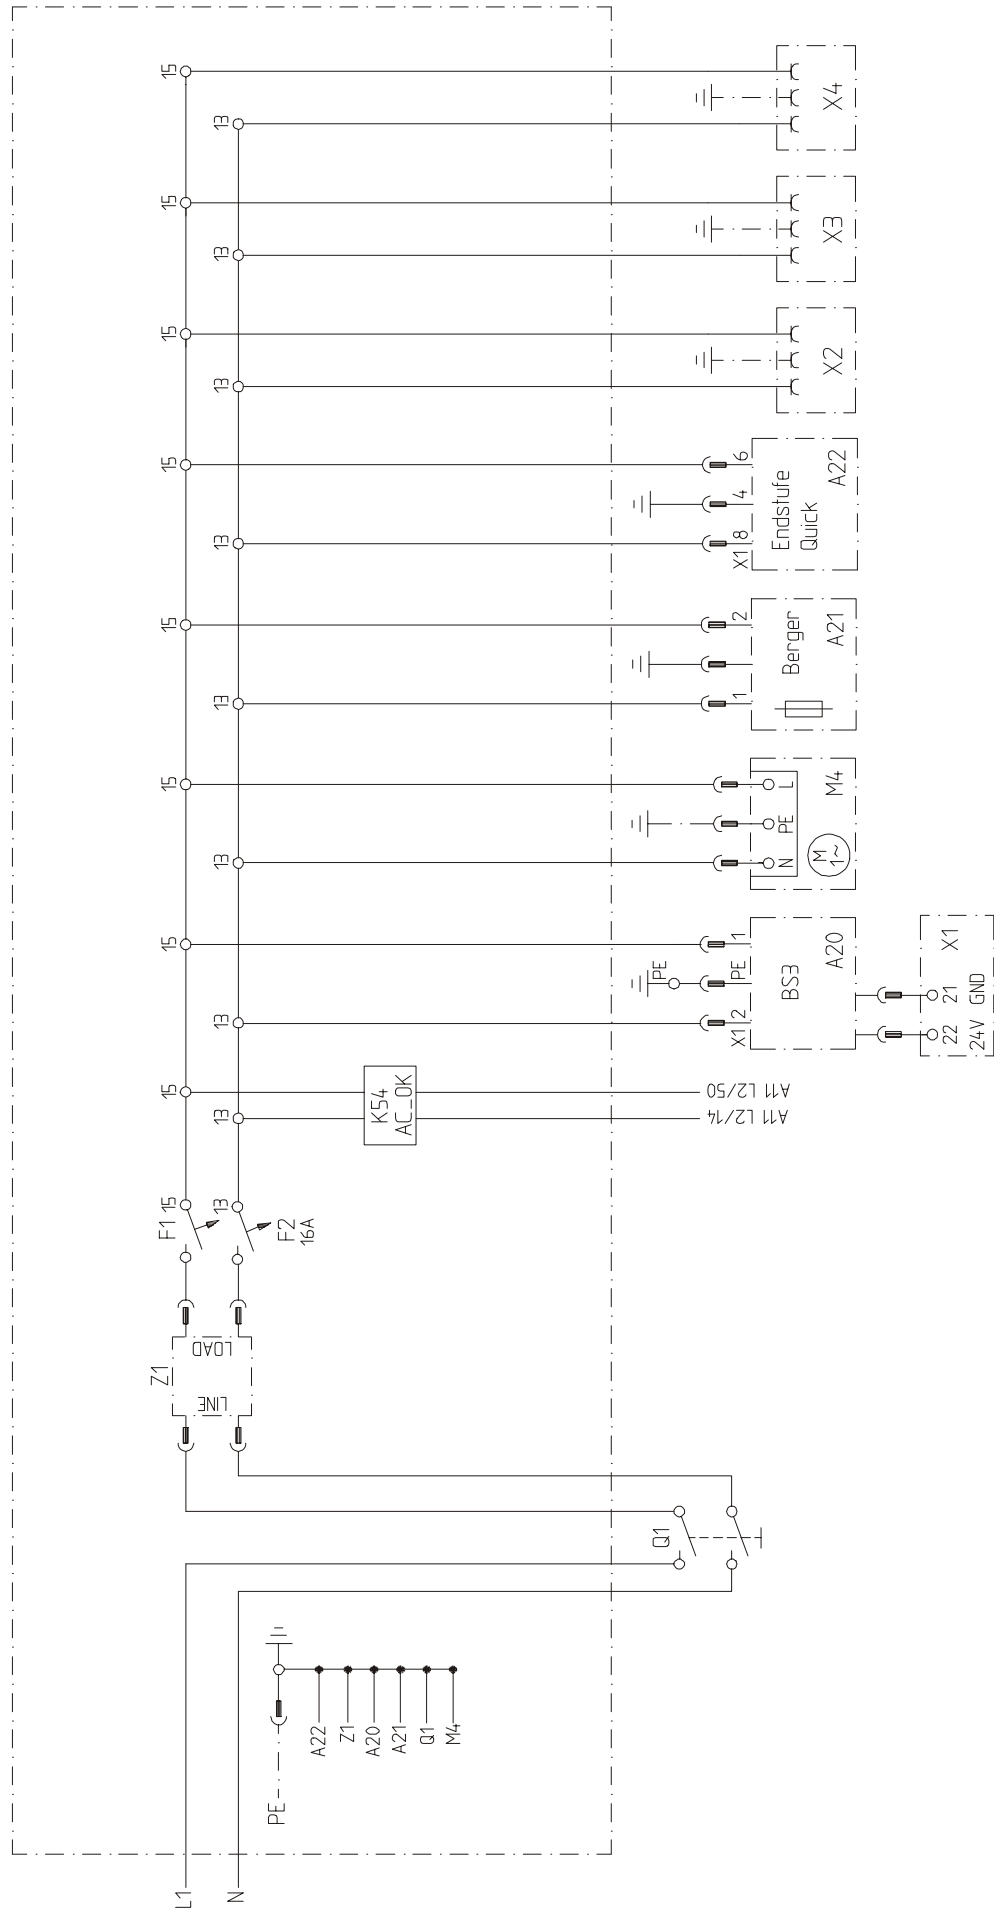 L1
N
PE
A22
Z1
A20
A21
Q1
M4
Q1
Z1
LINE
LOAD
F1
F2
16A
15
13
15
13
K54
AC_OK
A11 L2/50
A11 L2/14
15
13
X1 2
PE
PE
1
BS3
A20
22
21
24V GND
X1
15
13
N
PE
L
M
1~
M4
15
13
1
2
Berger
A21
15
13
X1 8
4
6
Endstufe
Quick
A22
15
13
X2
15
13
X3
15
13
X4